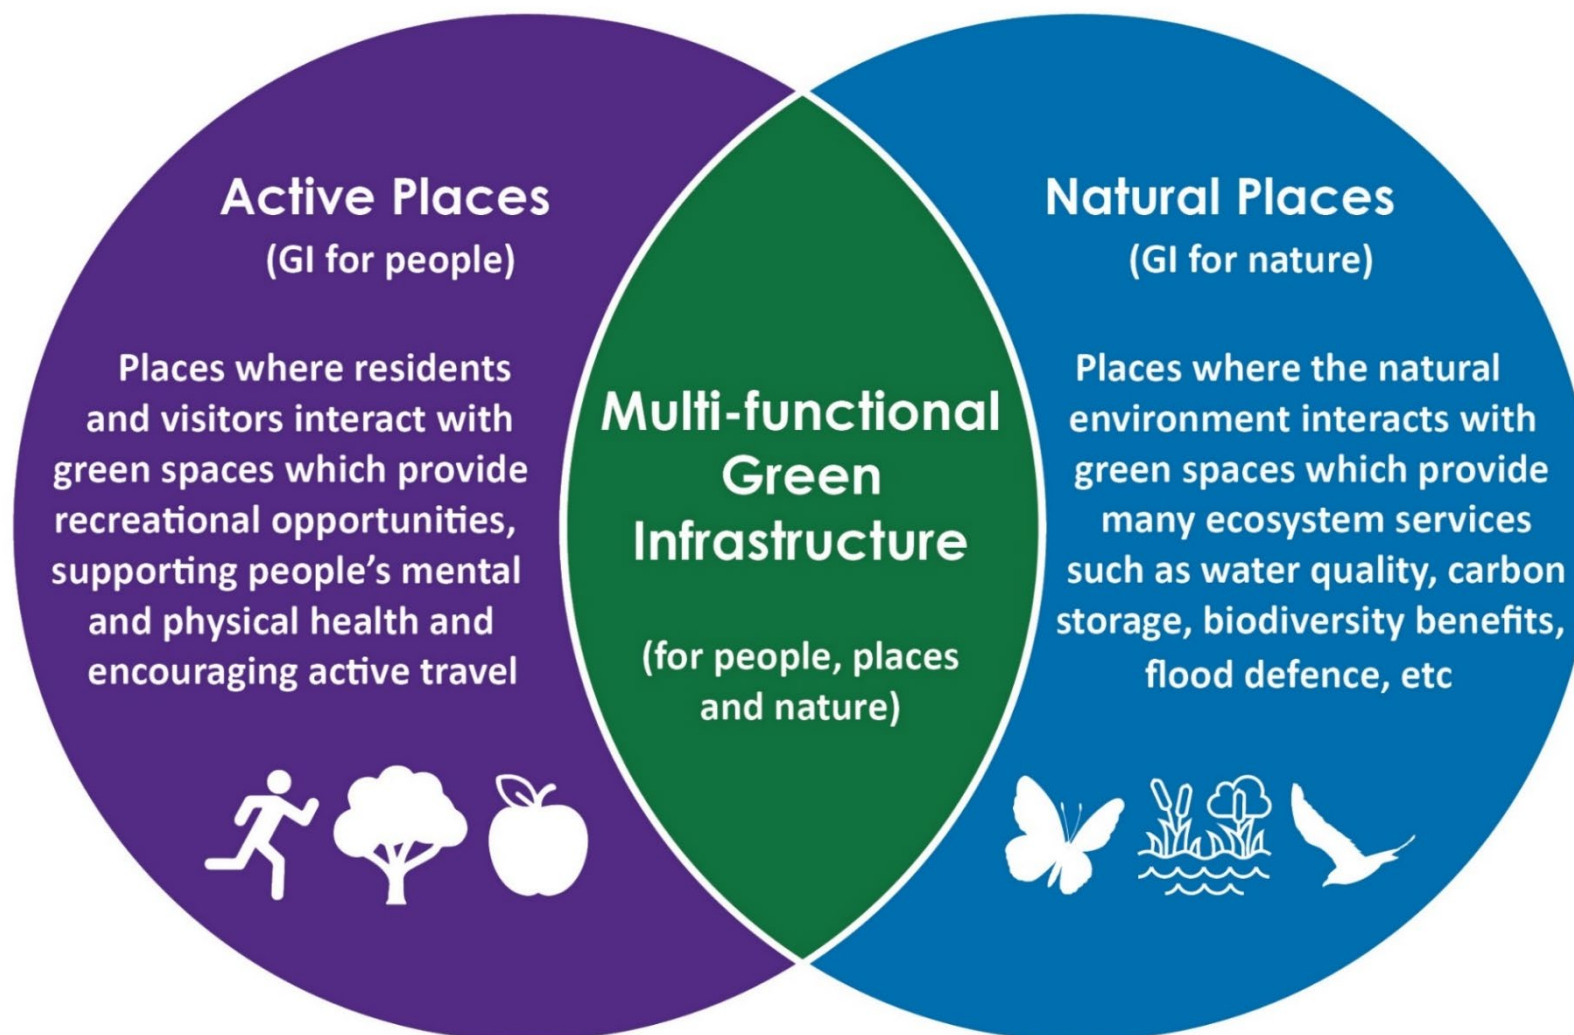 Active Places
(GI for people)
Places where residents
and visitors interact with
green spaces which provide
recreational opportunities,
supporting people’s mental
and physical health and
encouraging active travel
Multi-functional
Green
Infrastructure
(for people, places
and nature)
Natural Places
(GI for nature)
Places where the natural
environment interacts with
green spaces which provide
many ecosystem services
such as water quality, carbon
storage, biodiversity benefits,
flood defence, etc